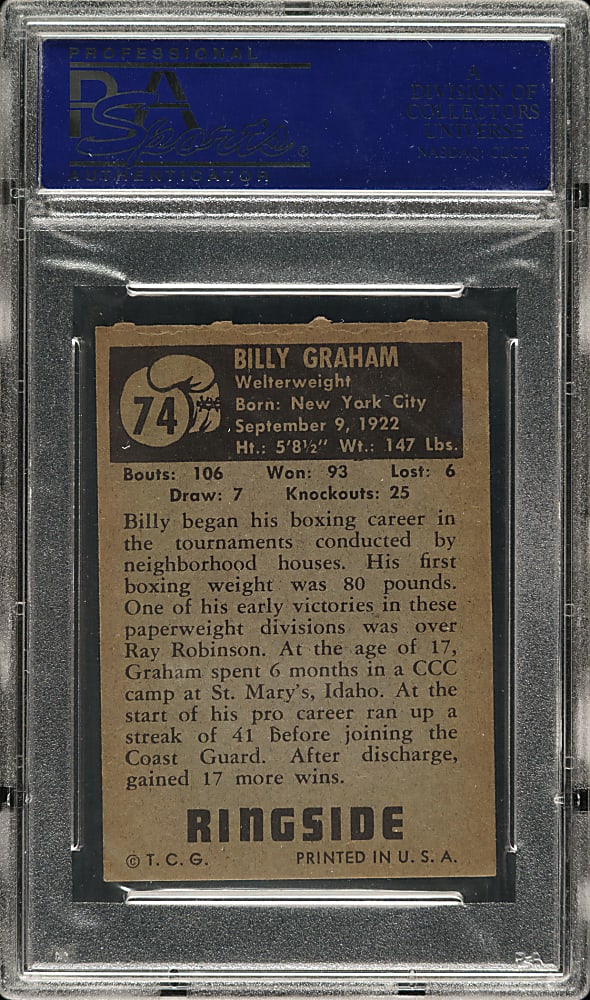 PROFESSIONAL
PSA
Sports®
AUTHENTICATOR
A
DIVISION OF
COLLECTORS
UNIVERSE
NASDAQ: CLCT
74
BILLY GRAHAM
Welterweight
Born: New York City
September 9, 1922
Ht.: 5'8½" Wt.: 147 Lbs.
Bouts: 106 Won: 93 Lost: 6
Draw: 7 Knockouts: 25
Billy began his boxing career in
the tournaments conducted by
neighborhood houses. His first
boxing weight was 80 pounds.
One of his early victories in these
paperweight divisions was over
Ray Robinson. At the age of 17,
Graham spent 6 months in a CCC
camp at St. Mary's, Idaho. At the
start of his pro career ran up a
streak of 41 before joining the
Coast Guard. After discharge,
gained 17 more wins.
RINGSIDE
© T. C. G. PRINTED IN U. S. A.
PSA